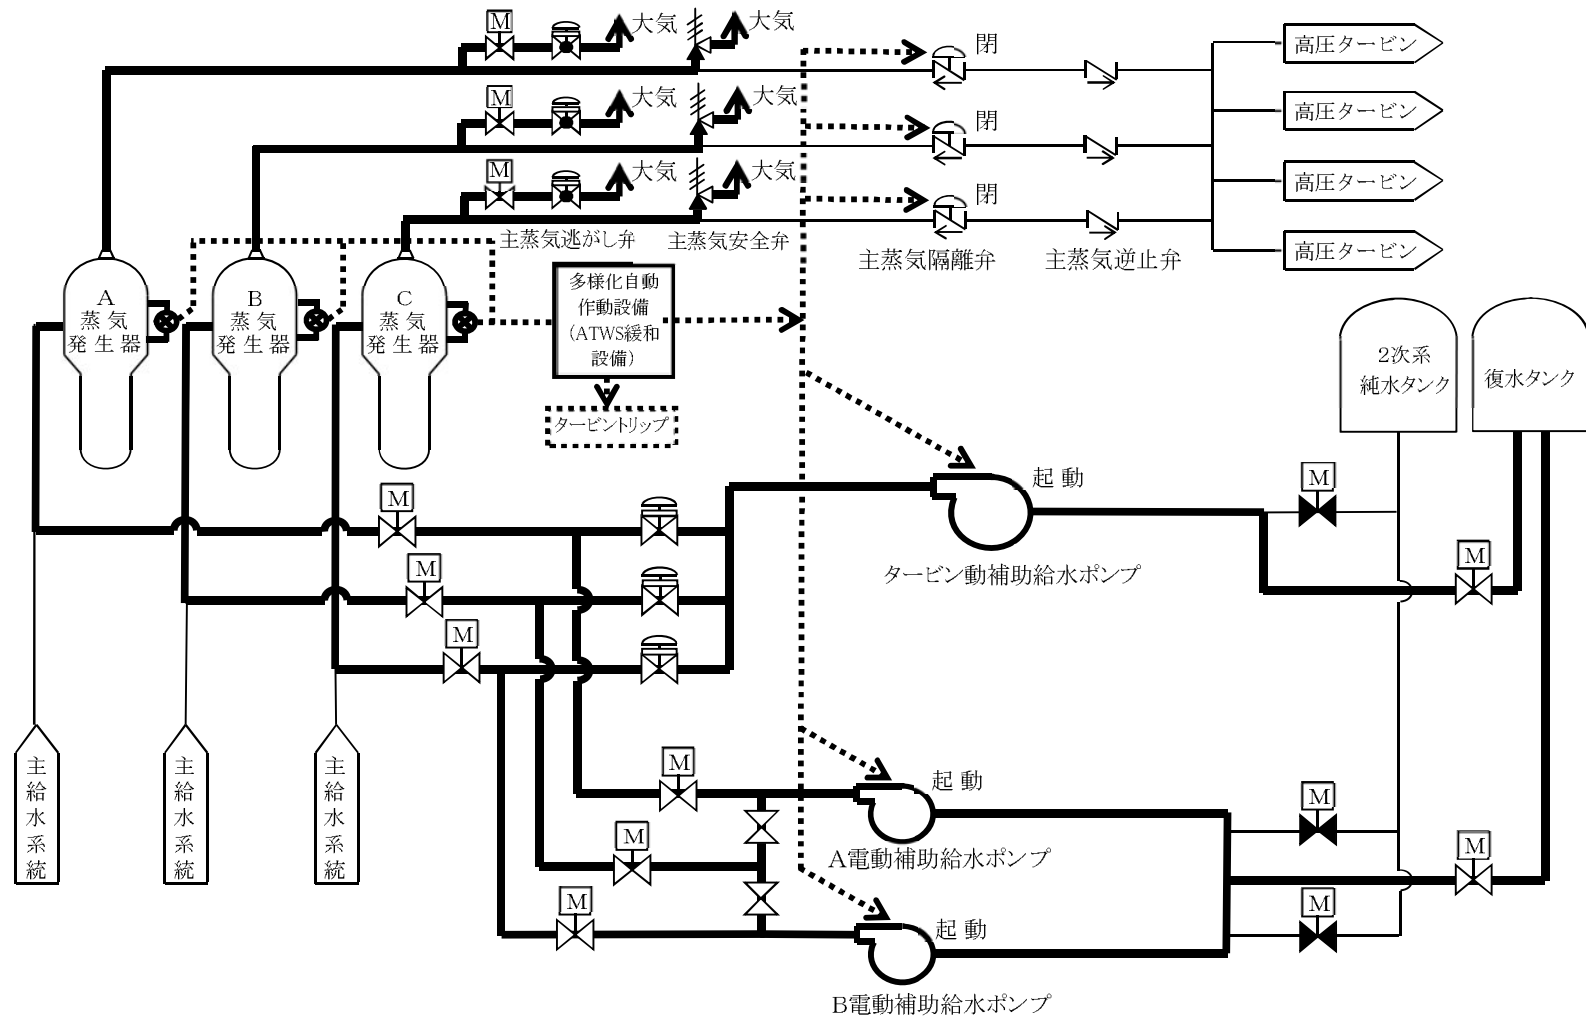 M
大気
大気
閉
高圧タービン
M
大気
大気
閉
高圧タービン
M
大気
大気
閉
高圧タービン
主蒸気逃がし弁
主蒸気安全弁
主蒸気隔離弁
主蒸気逆止弁
高圧タービン
A
蒸気
発生器
B
蒸気
発生器
C
蒸気
発生器
多様化自動
作動設備
(ATWS緩和
設備)
タービントリップ
2次系
純水タンク
復水タンク
M
起動
M
タービン動補助給水ポンプ
M
M
M
主給水系統
主給水系統
主給水系統
M
起動
M
A電動補助給水ポンプ
M
M
M
起動
M
B電動補助給水ポンプ